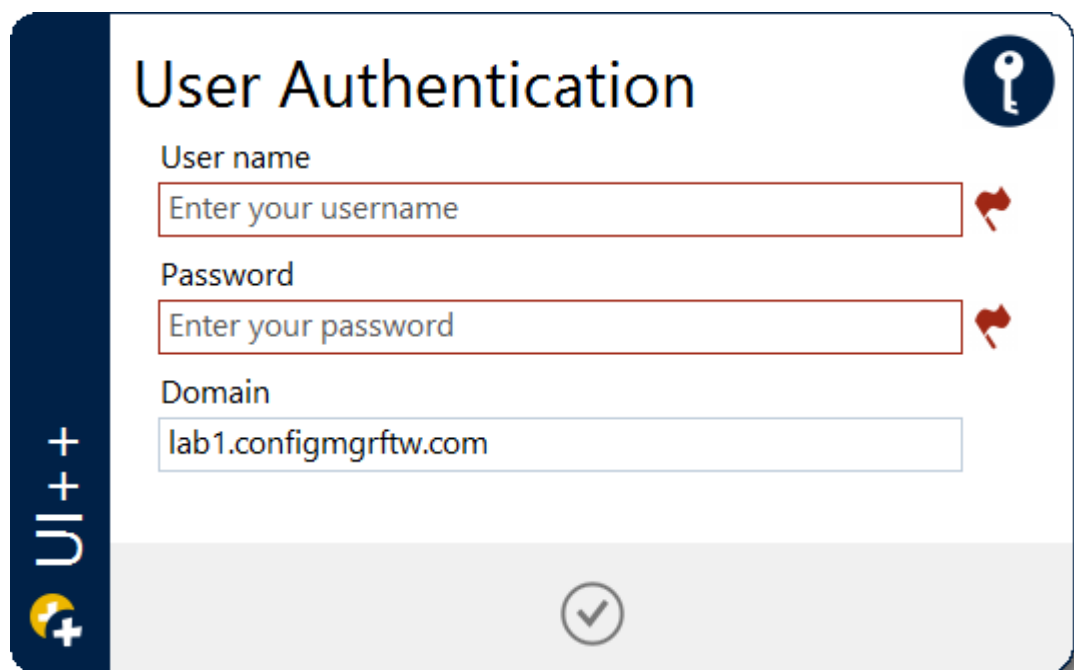 User Authentication
User name
Enter your username
Password
Enter your password
Domain
lab1.configmgrftw.com
UI++